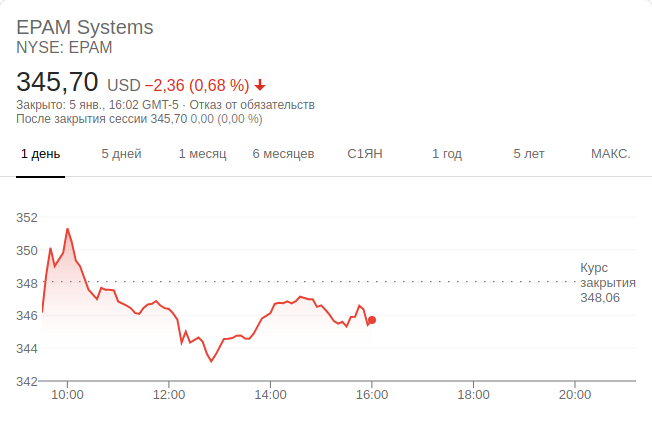 EPAM Systems
NYSE: EPAM
345,70 USD −2,36 (0,68 %)
Закрыто: 5 янв., 16:02 GMT-5 · Отказ от обязательств
После закрытия сессии 345,70 0,00 (0,00 %)
1 день 5 дней 1 месяц 6 месяцев С1ЯН 1 год 5 лет МАКС.
352
350
348
346
344
342
Курс
закрытия
348,06
10:00 12:00 14:00 16:00 18:00 20:00